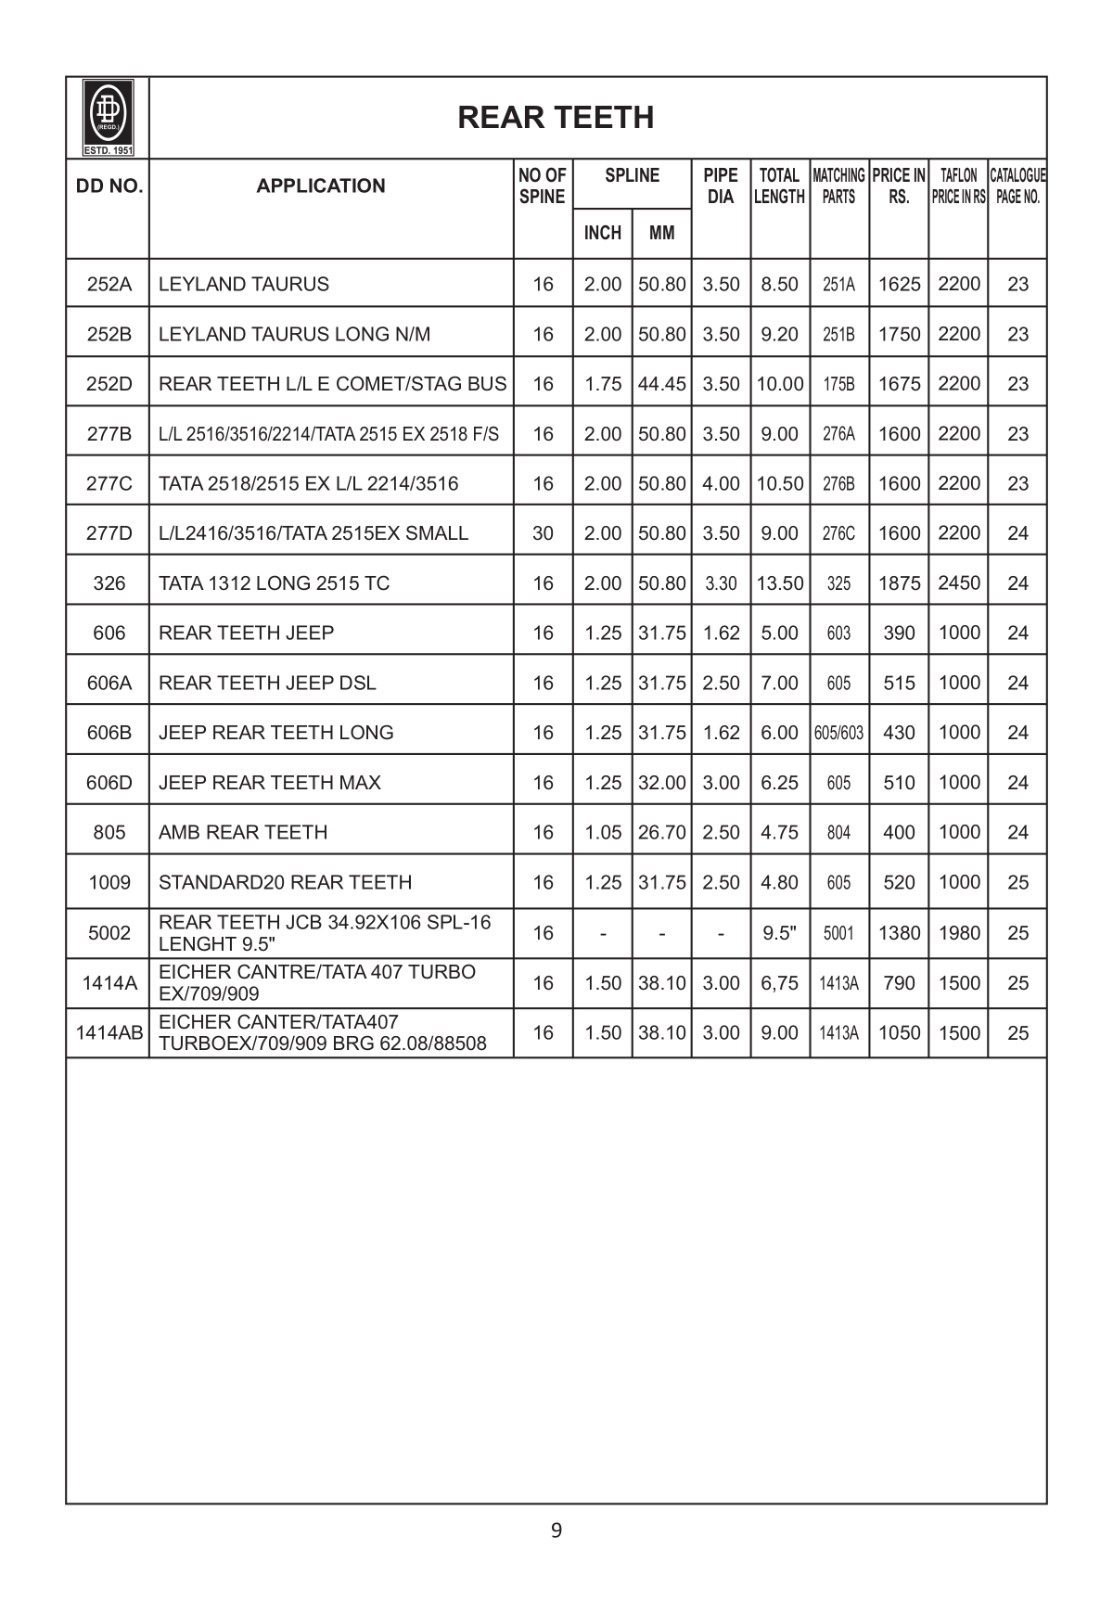 DD
(REGD.)
ESTD. 1951
REAR TEETH
DD NO. APPLICATION NO OF SPINE SPLINE PIPE DIA TOTAL LENGTH MATCHING PARTS PRICE IN RS. TAFLON PRICE IN RS CATALOGUE PAGE NO.
INCH MM
252A LEYLAND TAURUS 16 2.00 50.80 3.50 8.50 251A 1625 2200 23
252B LEYLAND TAURUS LONG N/M 16 2.00 50.80 3.50 9.20 251B 1750 2200 23
252D REAR TEETH L/L E COMET/STAG BUS 16 1.75 44.45 3.50 10.00 175B 1675 2200 23
277B L/L 2516/3516/2214/TATA 2515 EX 2518 F/S 16 2.00 50.80 3.50 9.00 276A 1600 2200 23
277C TATA 2518/2515 EX L/L 2214/3516 16 2.00 50.80 4.00 10.50 276B 1600 2200 23
277D L/L2416/3516/TATA 2515EX SMALL 30 2.00 50.80 3.50 9.00 276C 1600 2200 24
326 TATA 1312 LONG 2515 TC 16 2.00 50.80 3.30 13.50 325 1875 2450 24
606 REAR TEETH JEEP 16 1.25 31.75 1.62 5.00 603 390 1000 24
606A REAR TEETH JEEP DSL 16 1.25 31.75 2.50 7.00 605 515 1000 24
606B JEEP REAR TEETH LONG 16 1.25 31.75 1.62 6.00 605/603 430 1000 24
606D JEEP REAR TEETH MAX 16 1.25 32.00 3.00 6.25 605 510 1000 24
805 AMB REAR TEETH 16 1.05 26.70 2.50 4.75 804 400 1000 24
1009 STANDARD20 REAR TEETH 16 1.25 31.75 2.50 4.80 605 520 1000 25
5002 REAR TEETH JCB 34.92X106 SPL-16
LENGHT 9.5" 16 - - - 9.5" 5001 1380 1980 25
1414A EICHER CANTRE/TATA 407 TURBO
EX/709/909 16 1.50 38.10 3.00 6,75 1413A 790 1500 25
1414AB EICHER CANTER/TATA407
TURBOEX/709/909 BRG 62.08/88508 16 1.50 38.10 3.00 9.00 1413A 1050 1500 25
9